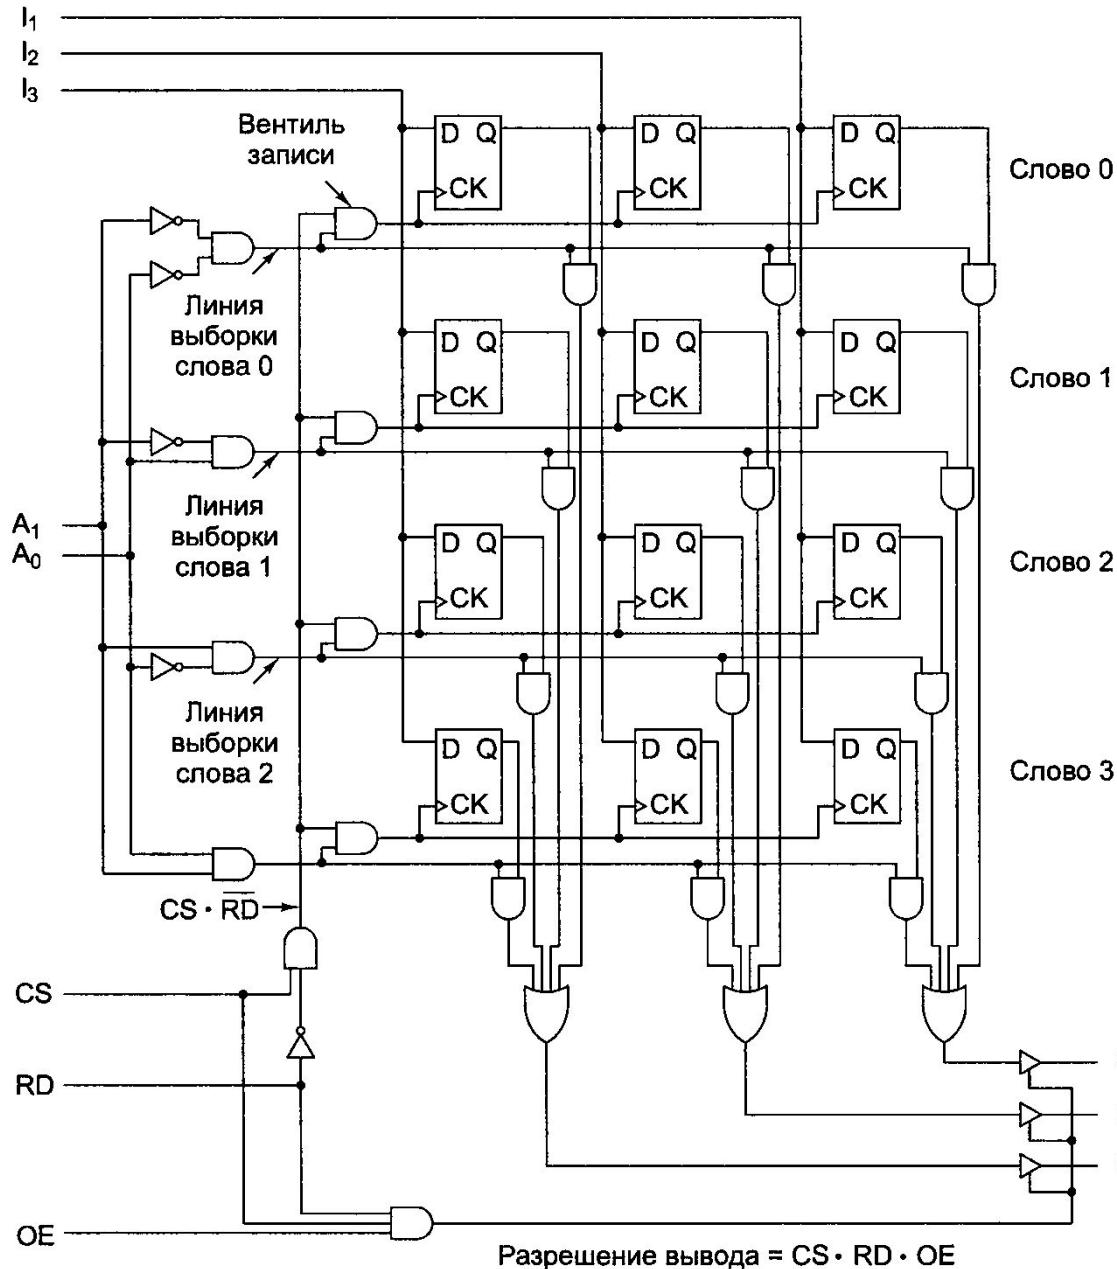 I₁
I₂
I₃
Вентиль
записи
D Q
CK
D Q
CK
D Q
CK
Слово 0
Линия
выборки
слова 0
D Q
CK
D Q
CK
D Q
CK
Слово 1
A₁
A₀
Линия
выборки
слова 1
D Q
CK
D Q
CK
D Q
CK
Слово 2
Линия
выборки
слова 2
D Q
CK
D Q
CK
D Q
CK
Слово 3
CS · R̅D̅
CS
RD
OE
Разрешение вывода = CS · RD · OE